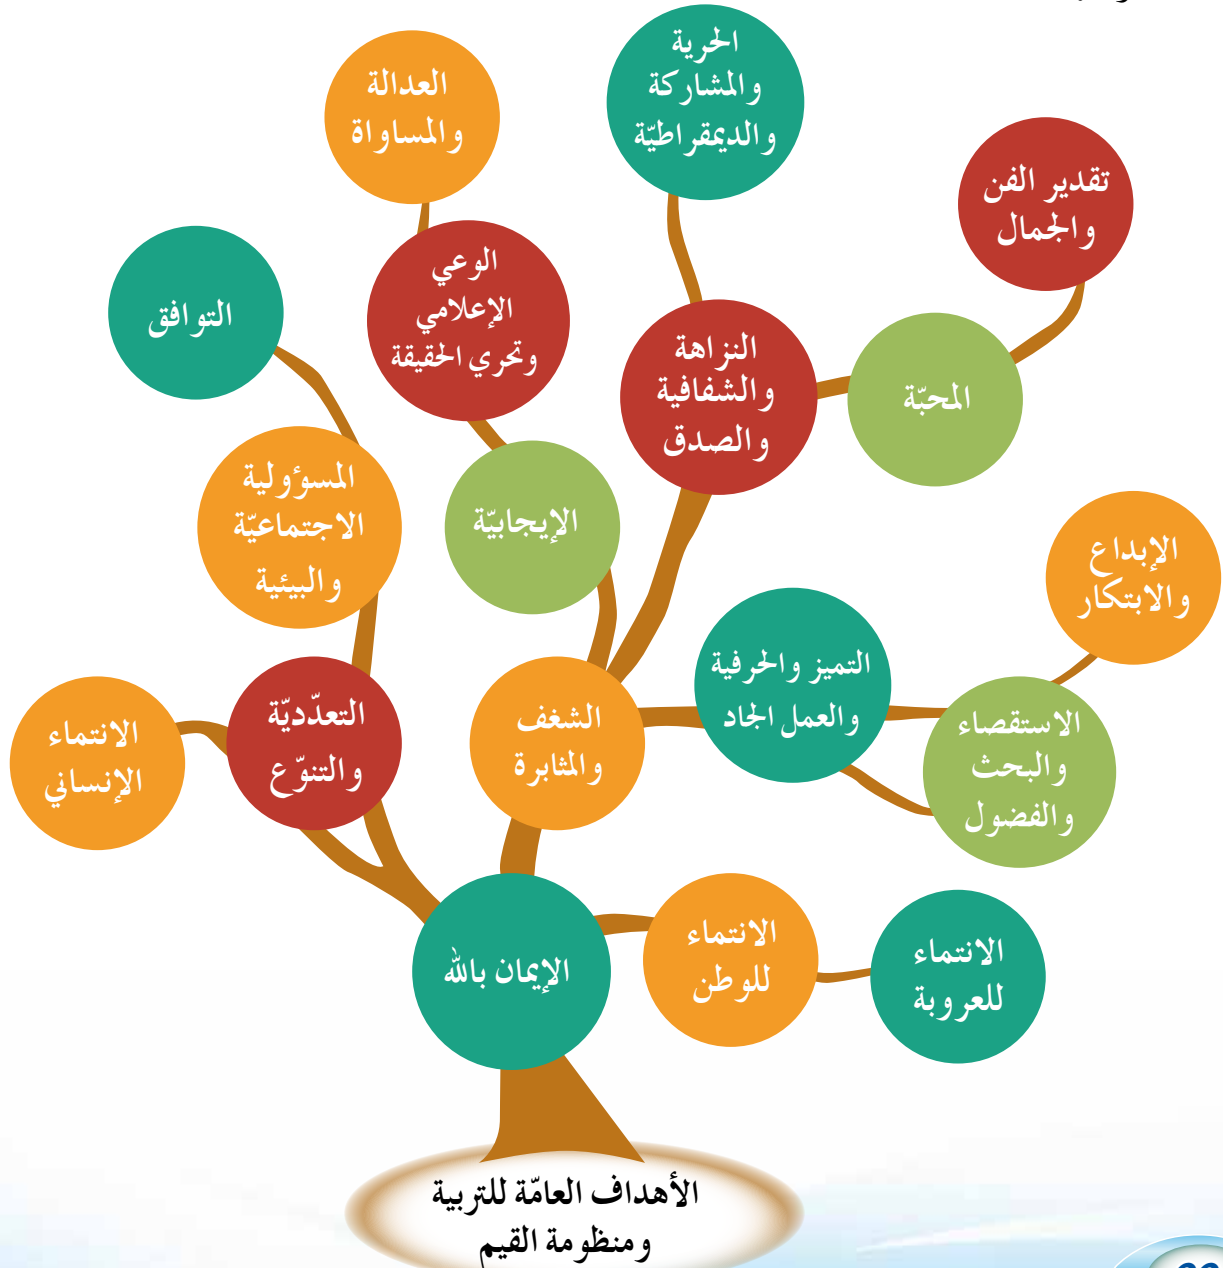 الحرية
والمشاركة
والديمقراطيّة
العدالة
والمساواة
تقدير الفن
والجمال
الوعي
الإعلامي
وتحري الحقيقة
التوافق
النزاهة
والشفافية
والصدق
المحبّة
المسؤولية
الاجتماعيّة
والبيئية
الإيجابيّة
الإبداع
والابتكار
التميز والحرفية
والعمل الجاد
الاستقصاء
والبحث
والفضول
الشغف
والمثابرة
التعدّديّة
والتنوّع
الانتماء
الإنساني
الانتماء
للعروبة
الانتماء
للوطن
الإيمان بالله
الأهداف العامّة للتربية
ومنظومة القيم